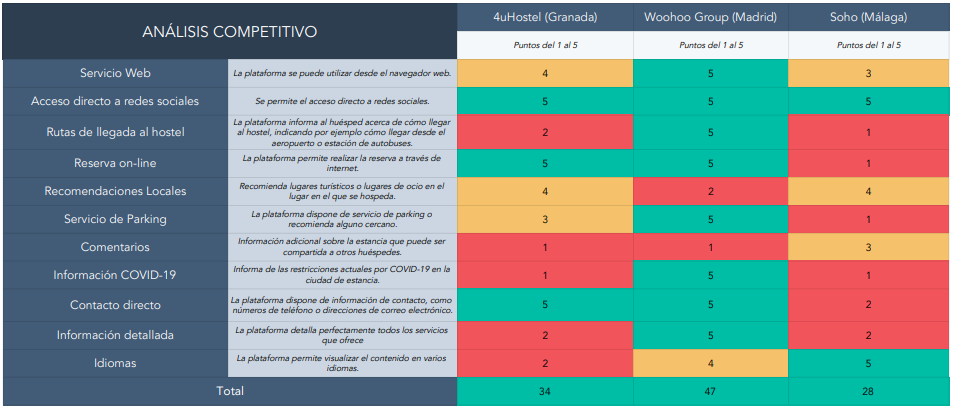 ANÁLISIS COMPETITIVO
4uHostel (Granada) Woohoo Group (Madrid) Soho (Málaga)
Puntos del 1 al 5 Puntos del 1 al 5 Puntos del 1 al 5
Servicio Web La plataforma se puede utilizar desde el navegador web. 4 5 3
Acceso directo a redes sociales Se permite el acceso directo a redes sociales. 5 5 5
Rutas de llegada al hostel
La plataforma informa al huésped acerca de cómo llegar
al hostel, indicando por ejemplo cómo llegar desde el
aeropuerto o estación de autobuses.
2 5 1
Reserva on-line
La plataforma permite realizar la reserva a través de
internet.
5 5 1
Recomendaciones Locales
Recomienda lugares turísticos o lugares de ocio en el
lugar en el que se hospeda.
4 2 4
Servicio de Parking
La plataforma dispone de servicio de parking o
recomienda alguno cercano.
3 5 1
Comentarios
Información adicional sobre la estancia que puede ser
compartida a otros huéspedes.
1 1 3
Información COVID-19
Informa de las restricciones actuales por COVID-19 en la
ciudad de estancia.
1 5 1
Contacto directo
La plataforma dispone de información de contacto, como
números de teléfono o direcciones de correo electrónico.
5 5 2
Información detallada
La plataforma detalla perfectamente todos los servicios
que ofrece
2 5 2
Idiomas
La plataforma permite visualizar el contenido en varios
idiomas.
2 4 5
Total 34 47 28